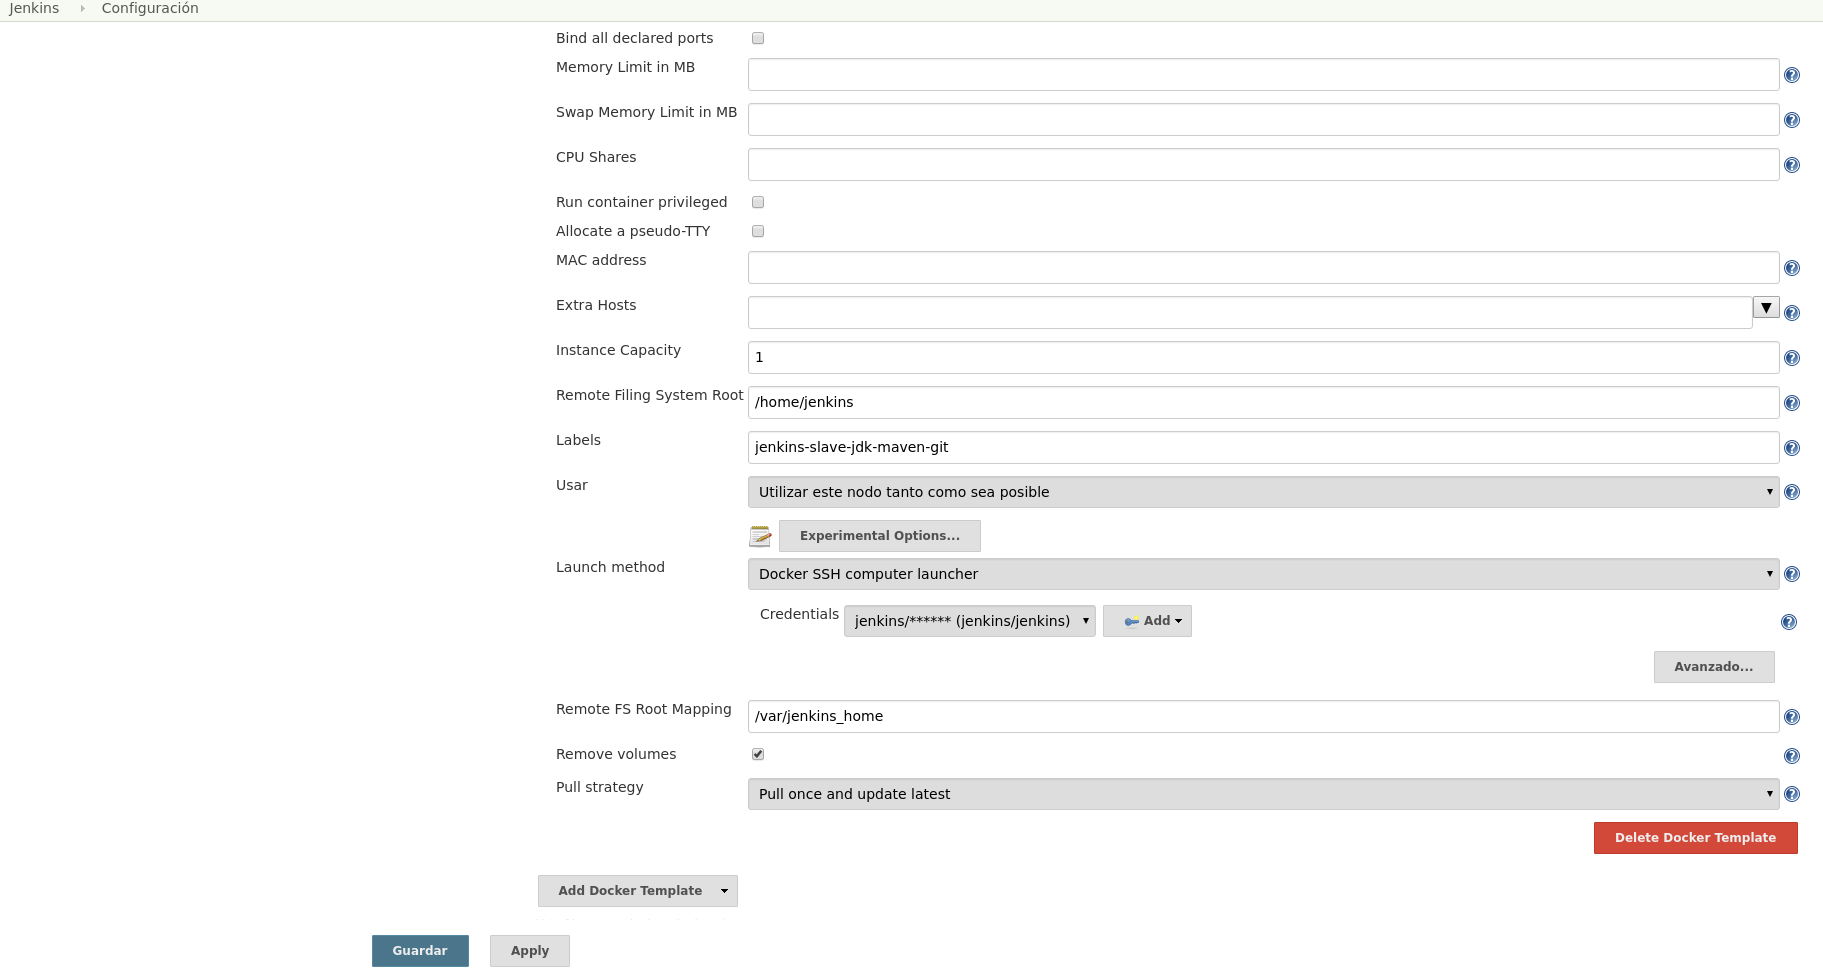 Jenkins Configuración
Bind all declared ports
Memory Limit in MB
Swap Memory Limit in MB
CPU Shares
Run container privileged
Allocate a pseudo-TTY
MAC address
Extra Hosts
Instance Capacity 1
Remote Filing System Root /home/jenkins
Labels jenkins-slave-jdk-maven-git
Usar Utilizar este nodo tanto como sea posible
Experimental Options...
Launch method Docker SSH computer launcher
Credentials jenkins/****** (jenkins/jenkins) Add
Avanzado...
Remote FS Root Mapping /var/jenkins_home
Remove volumes
Pull strategy Pull once and update latest
Delete Docker Template
Add Docker Template
Guardar Apply